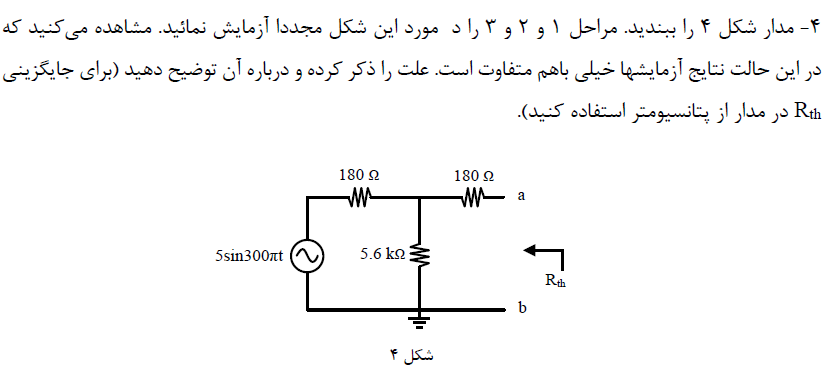 ۴- مدار شکل ۴ را ببندید. مراحل ۱ و ۲ و ۳ را د مورد این شکل مجددا آزمایش نمائید. مشاهده می‌کنید که
در این حالت نتایج آزمایشها خیلی باهم متفاوت است. علت را ذکر کرده و درباره آن توضیح دهید (برای جایگزینی
Rth در مدار از پتانسیومتر استفاده کنید).
180 Ω
180 Ω
a
5sin300πt
5.6 kΩ
Rth
b
شکل ۴